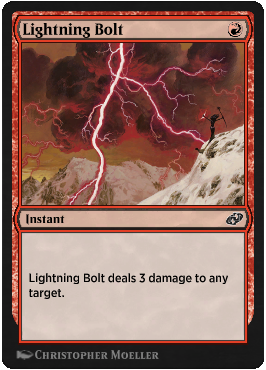 Lightning Bolt
Instant
Lightning Bolt deals 3 damage to any
target.
Christopher Moeller